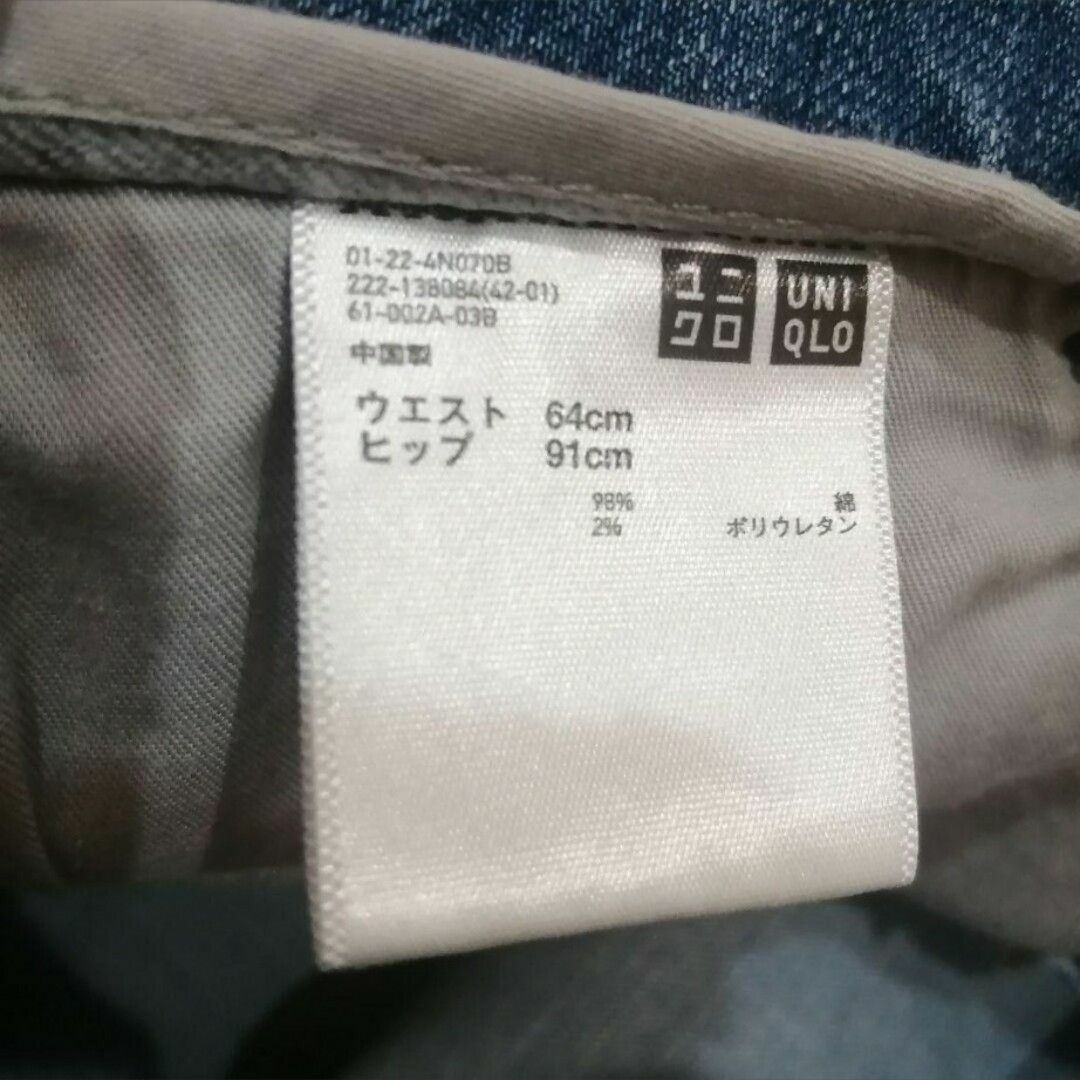 01-22-4N070B
222-138084(42-01)
61-002A-03B
中国製
ユニ
クロ
UNI
QLO
ウエスト 64cm
ヒップ 91cm
98% 綿
2% ポリウレタン